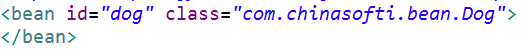 <bean id="dog" class="com.chinasofti.bean.Dog">
</bean>